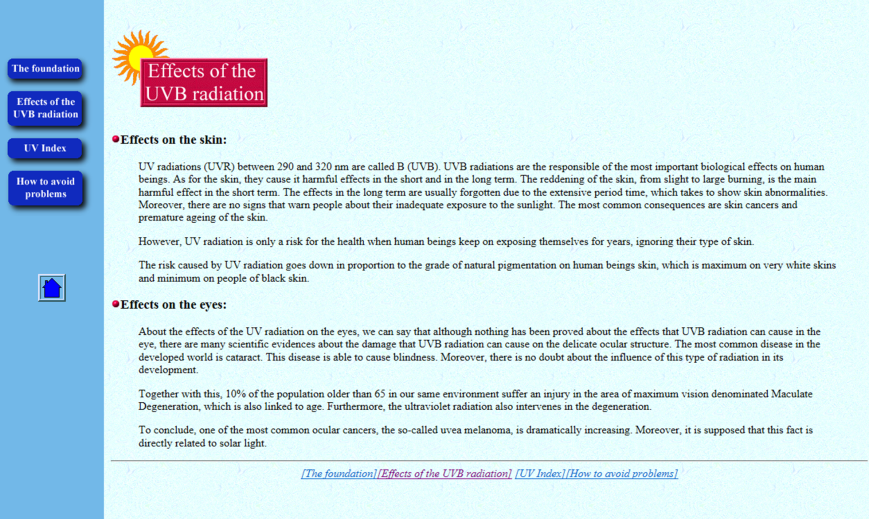 The foundation
Effects of the
UVB radiation
UV Index
How to avoid
problems
Effects of the
UVB radiation
Effects on the skin:
UV radiations (UVR) between 290 and 320 nm are called B (UVB). UVB radiations are the responsible of the most important biological effects on human
beings. As for the skin, they cause it harmful effects in the short and in the long term. The reddening of the skin, from slight to large burning, is the main
harmful effect in the short term. The effects in the long term are usually forgotten due to the extensive period time, which takes to show skin abnormalities.
Moreover, there are no signs that warn people about their inadequate exposure to the sunlight. The most common consequences are skin cancers and
premature ageing of the skin.
However, UV radiation is only a risk for the health when human beings keep on exposing themselves for years, ignoring their type of skin.
The risk caused by UV radiation goes down in proportion to the grade of natural pigmentation on human beings skin, which is maximum on very white skins
and minimum on people of black skin.
Effects on the eyes:
About the effects of the UV radiation on the eyes, we can say that although nothing has been proved about the effects that UVB radiation can cause in the
eye, there are many scientific evidences about the damage that UVB radiation can cause on the delicate ocular structure. The most common disease in the
developed world is cataract. This disease is able to cause blindness. Moreover, there is no doubt about the influence of this type of radiation in its
development.
Together with this, 10% of the population older than 65 in our same environment suffer an injury in the area of maximum vision denominated Maculate
Degeneration, which is also linked to age. Furthermore, the ultraviolet radiation also intervenes in the degeneration.
To conclude, one of the most common ocular cancers, the so-called uvea melanoma, is dramatically increasing. Moreover, it is supposed that this fact is
directly related to solar light.
[The foundation][Effects of the UVB radiation] [UV Index][How to avoid problems]